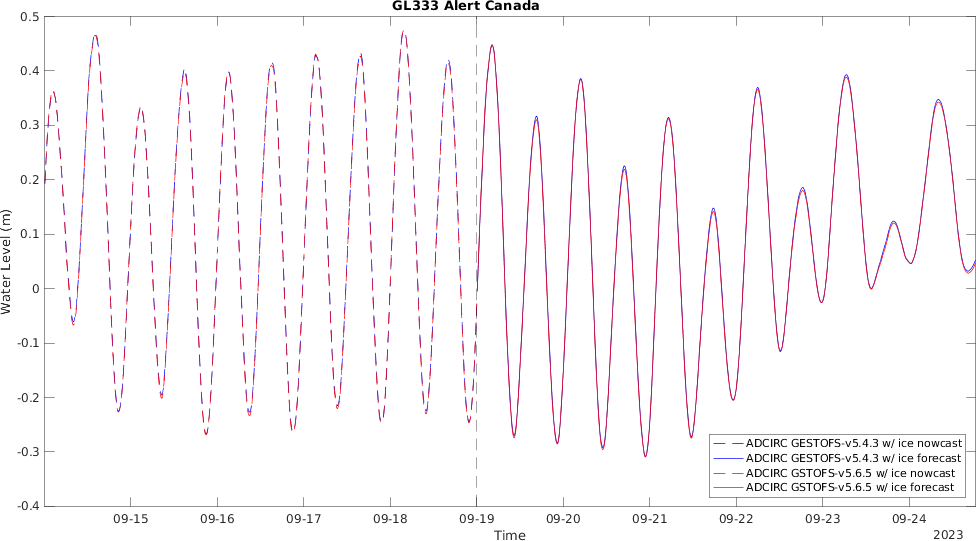 GL333 Alert Canada
0.5
0.4
0.3
0.2
0.1
0
-0.1
-0.2
-0.3
-0.4
Water Level (m)
ADCIRC GESTOFS-v5.4.3 w/ ice nowcast
ADCIRC GESTOFS-v5.4.3 w/ ice forecast
ADCIRC GSTOFS-v5.6.5 w/ ice nowcast
ADCIRC GSTOFS-v5.6.5 w/ ice forecast
09-15 09-16 09-17 09-18 09-19 09-20 09-21 09-22 09-23 09-24
Time
2023